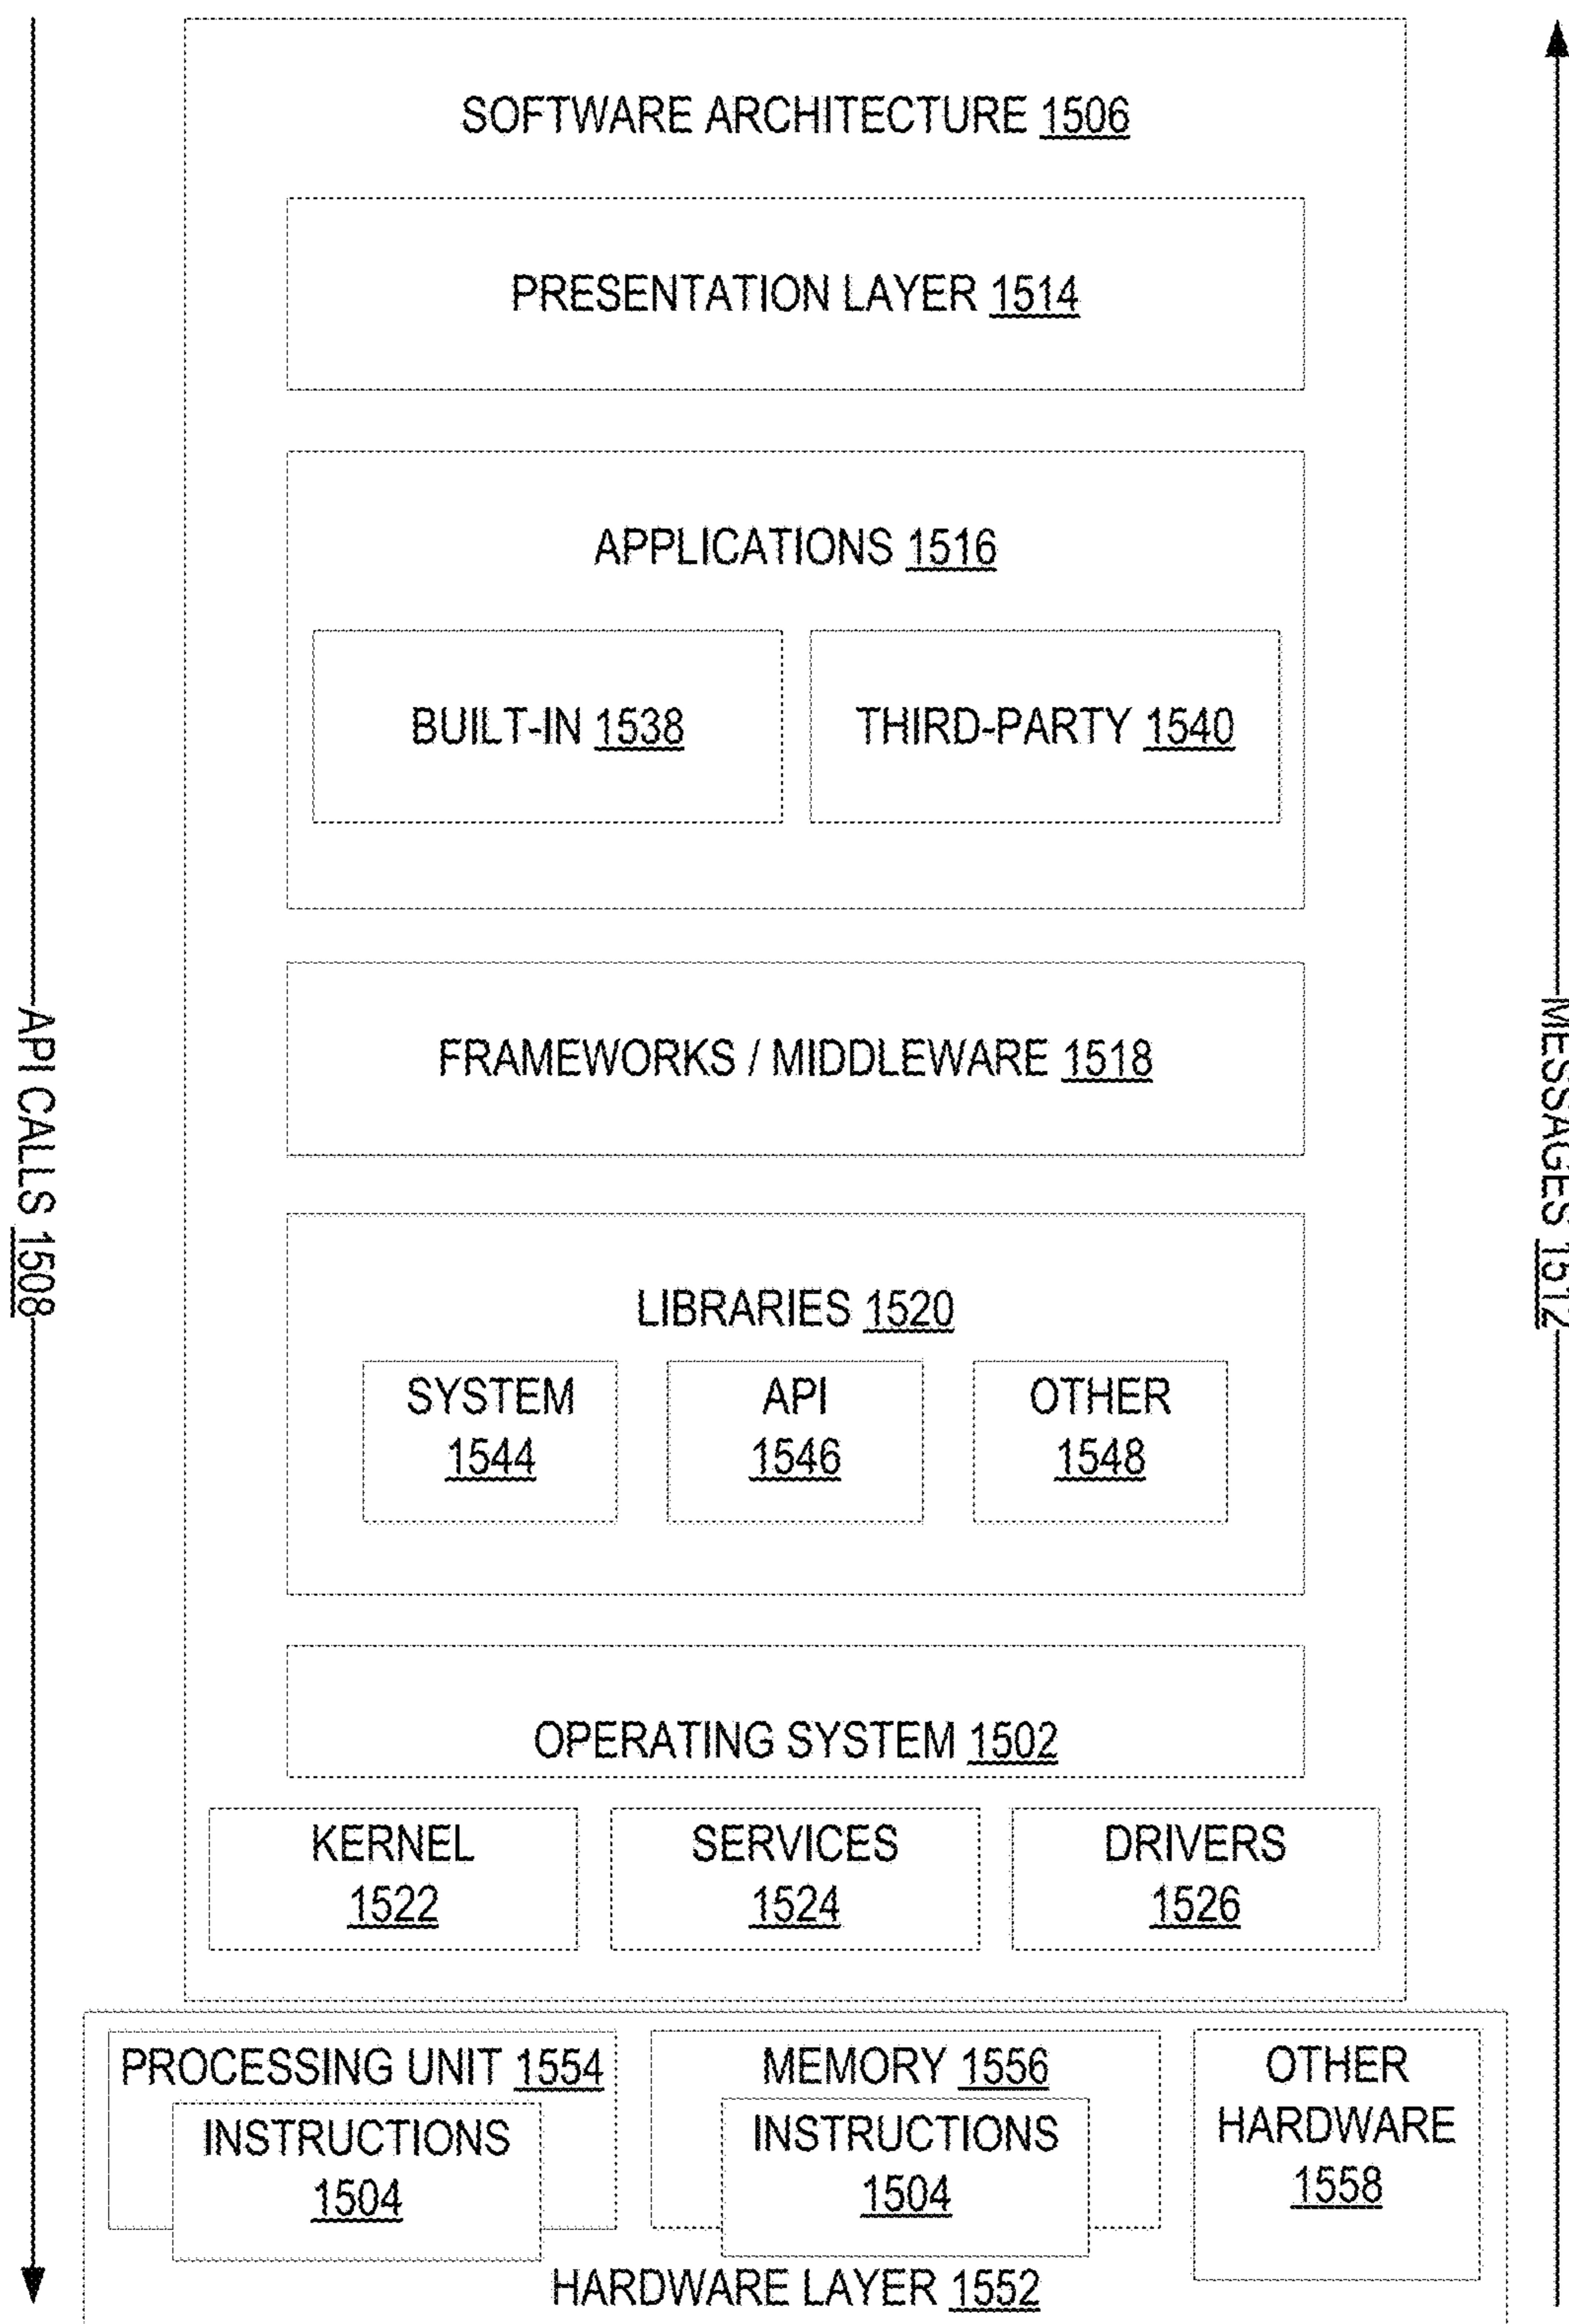 SOFTWARE ARCHITECTURE 1506
PRESENTATION LAYER 1514
APPLICATIONS 1516
BUILT-IN 1538
THIRD-PARTY 1540
FRAMEWORKS / MIDDLEWARE 1518
API CALLS 1508
MESSAGES 1512
LIBRARIES 1520
SYSTEM
1544
API
1546
OTHER
1548
OPERATING SYSTEM 1502
KERNEL
1522
SERVICES
1524
DRIVERS
1526
PROCESSING UNIT 1554
INSTRUCTIONS
1504
MEMORY 1556
INSTRUCTIONS
1504
OTHER
HARDWARE
1558
HARDWARE LAYER 1552